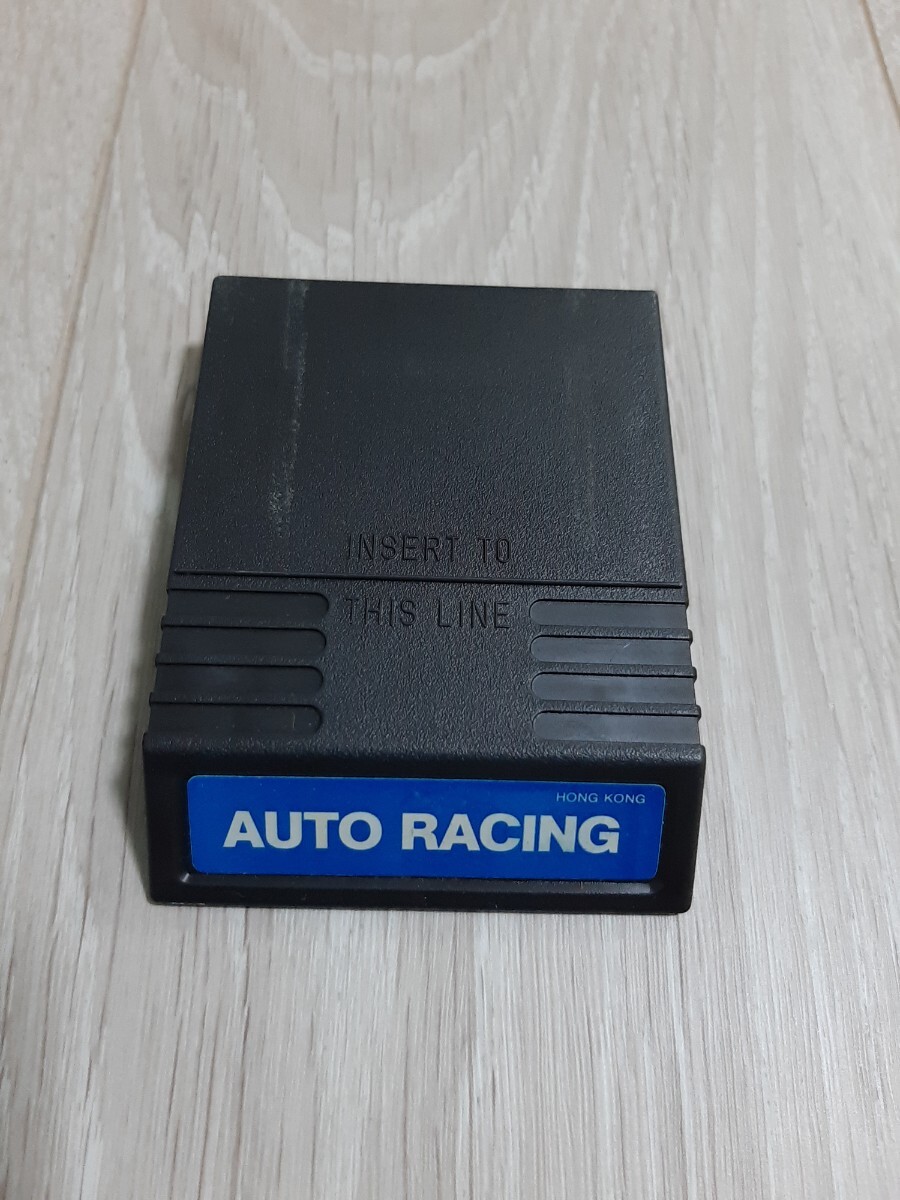 INSERT TO
THIS LINE
HONG KONG
AUTO RACING